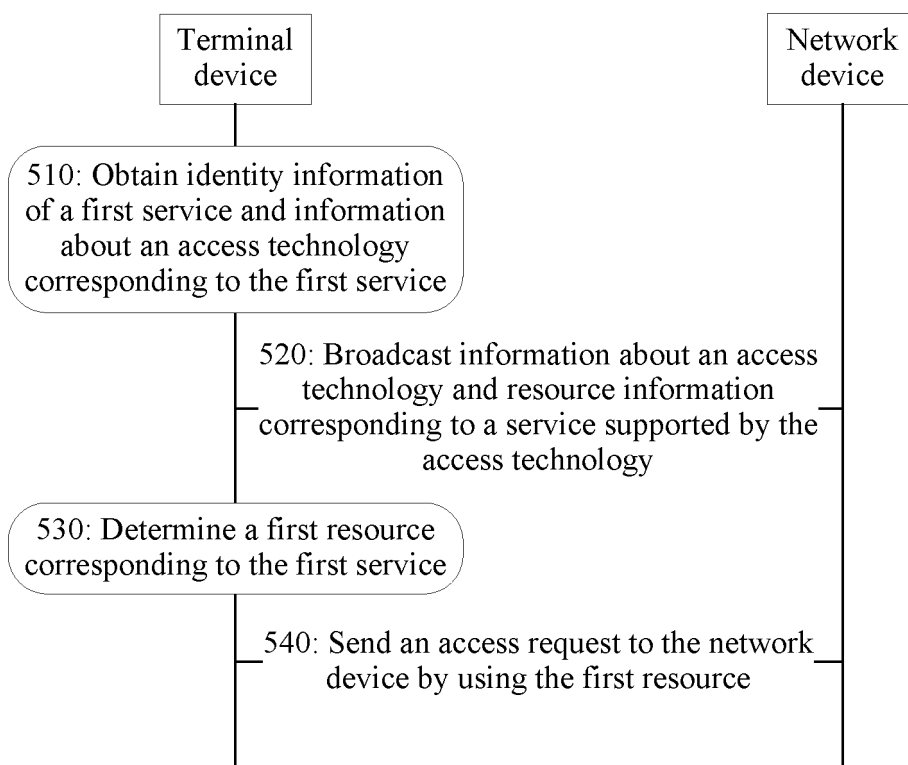 Terminal
device
Network
device
510: Obtain identity information
of a first service and information
about an access technology
corresponding to the first service
520: Broadcast information about an access
technology and resource information
corresponding to a service supported by the
access technology
530: Determine a first resource
corresponding to the first service
540: Send an access request to the network
device by using the first resource